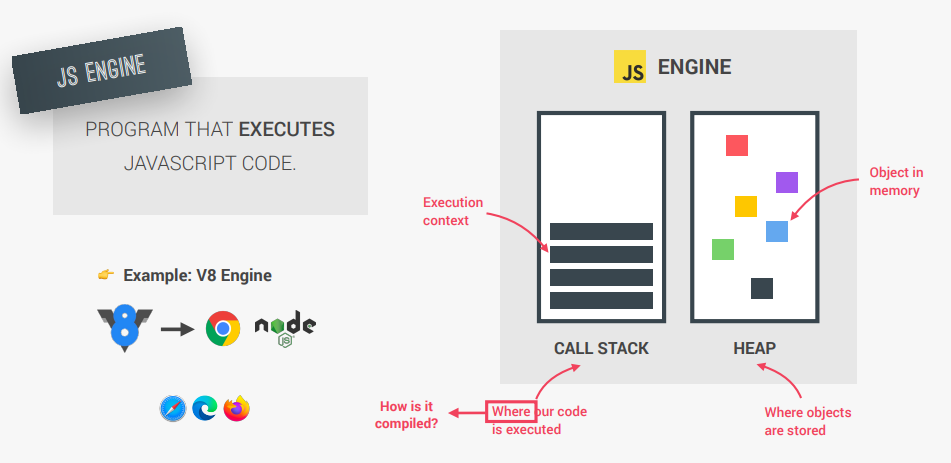 JS ENGINE
PROGRAM THAT EXECUTES
JAVASCRIPT CODE.
Example: V8 Engine
8
node
JS
JS ENGINE
Execution
context
Object in
memory
CALL STACK
HEAP
How is it
compiled?
Where our code
is executed
Where objects
are stored